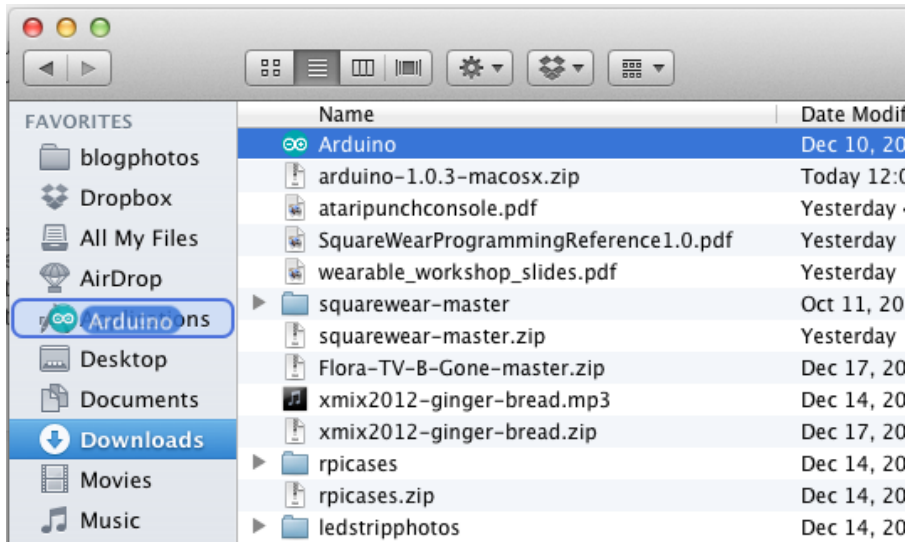 Name Date Modif
FAVORITES
blogphotos
Dropbox
All My Files
AirDrop
Arduino ons
Desktop
Documents
Downloads
Movies
Music
Arduino Dec 10, 20
arduino-1.0.3-macosx.zip Today 12:0
ataripunchconsole.pdf Yesterday 4
SquareWearProgrammingReference1.0.pdf Yesterday
wearable_workshop_slides.pdf Yesterday
squarewear-master Oct 11, 20
squarewear-master.zip Yesterday
Flora-TV-B-Gone-master.zip Dec 17, 20
xmix2012-ginger-bread.mp3 Dec 14, 20
xmix2012-ginger-bread.zip Dec 17, 20
rpicases Dec 14, 20
rpicases.zip Dec 14, 20
ledstripphotos Dec 14, 20